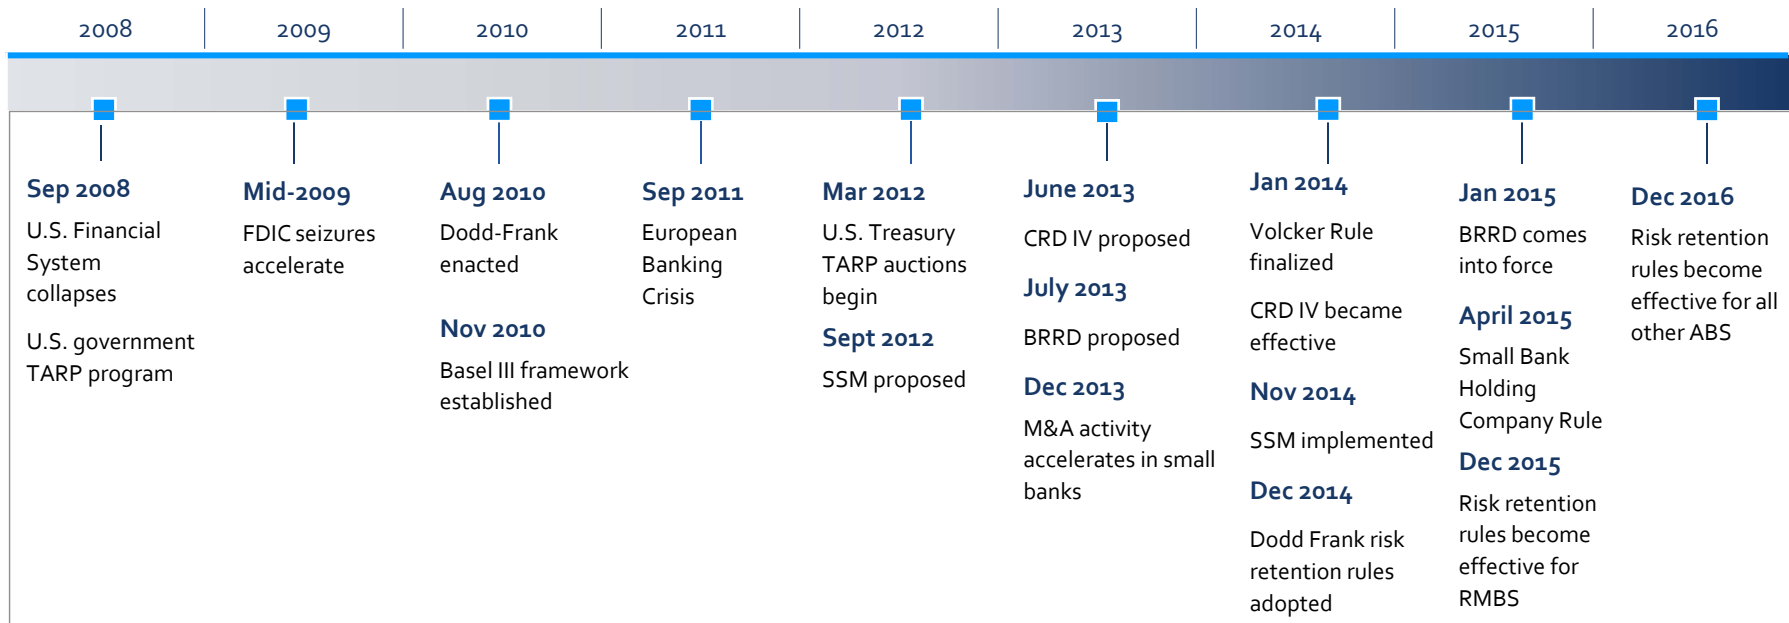 2008
2009
2010
2011
2012
2013
2014
2015
2016
Sep 2008
U.S. Financial
System
collapses
U.S. government
TARP program
Mid-2009
FDIC seizures
accelerate
Aug 2010
Dodd-Frank
enacted
Nov 2010
Basel III framework
established
Sep 2011
European
Banking
Crisis
Mar 2012
U.S. Treasury
TARP auctions
begin
Sept 2012
SSM proposed
June 2013
CRD IV proposed
July 2013
BRRD proposed
Dec 2013
M&A activity
accelerates in small
banks
Jan 2014
Volcker Rule
finalized
CRD IV became
effective
Nov 2014
SSM implemented
Dec 2014
Dodd Frank risk
retention rules
adopted
Jan 2015
BRRD comes
into force
April 2015
Small Bank
Holding
Company Rule
Dec 2015
Risk retention
rules become
effective for
RMBS
Dec 2016
Risk retention
rules become
effective for all
other ABS